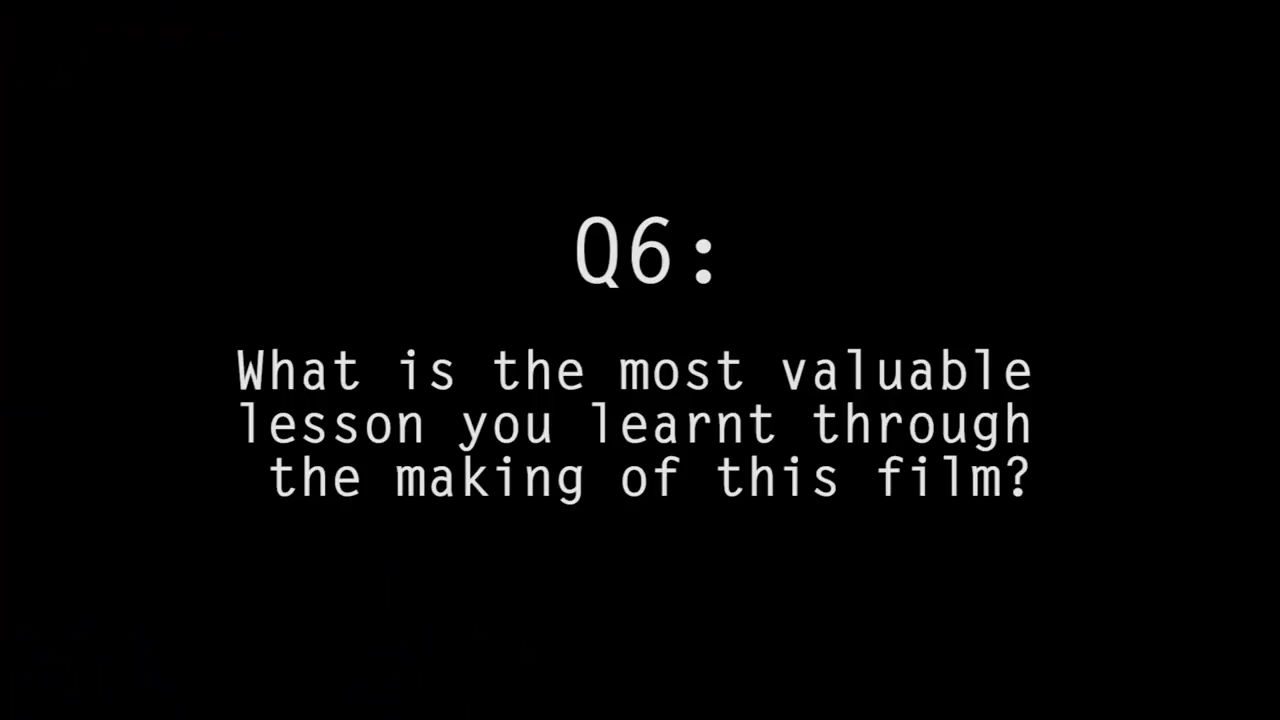 Q6:
What is the most valuable
lesson you learnt through
the making of this film?